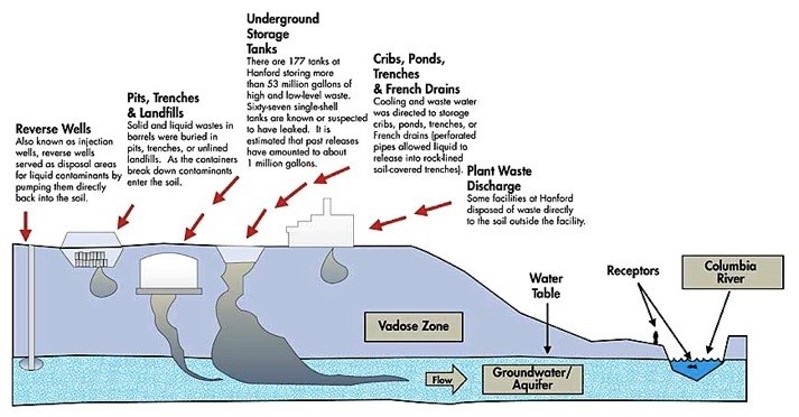 Underground
Storage
Tanks
There are 177 tanks at
Hanford storing more
than 53 million gallons of
high and low-level waste.
Sixty-seven single-shell
tanks are known or suspected
to have leaked. It is
estimated that past releases
have amounted to about
1 million gallons.
Cribs, Ponds,
Trenches
& French Drains
Cooling and waste water
was directed to storage
cribs, ponds, trenches, or
French drains (perforated
pipes allowed liquid to
release into rock-lined
soil-covered trenches).
Pits, Trenches
& Landfills
Solid and liquid wastes in
barrels were buried in
pits, trenches, or unlined
landfills. As the containers
break down contaminants
enter the soil.
Reverse Wells
Also known as injection
wells, reverse wells
served as disposal areas
for liquid contaminants by
pumping them directly
back into the soil.
Plant Waste
Discharge
Some facilities at Hanford
disposed of waste directly
to the soil outside the facility.
Water
Table
Receptors
Columbia
River
Vadose Zone
Flow
Groundwater/
Aquifer